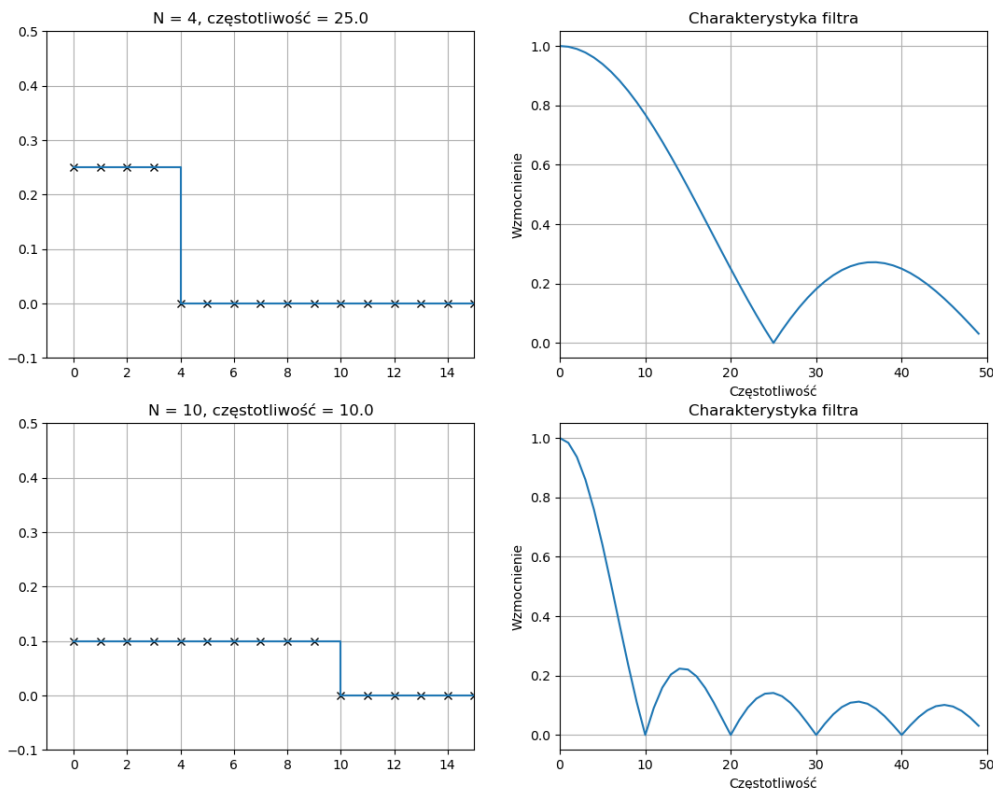 N = 4, częstotliwość = 25.0
0.5
0.4
0.3
0.2
0.1
0.0
−0.1
0 2 4 6 8 10 12 14
Charakterystyka filtra
Wzmocnienie
1.0
0.8
0.6
0.4
0.2
0.0
0 10 20 30 40 50
Częstotliwość
N = 10, częstotliwość = 10.0
0.5
0.4
0.3
0.2
0.1
0.0
−0.1
0 2 4 6 8 10 12 14
Charakterystyka filtra
Wzmocnienie
1.0
0.8
0.6
0.4
0.2
0.0
0 10 20 30 40 50
Częstotliwość